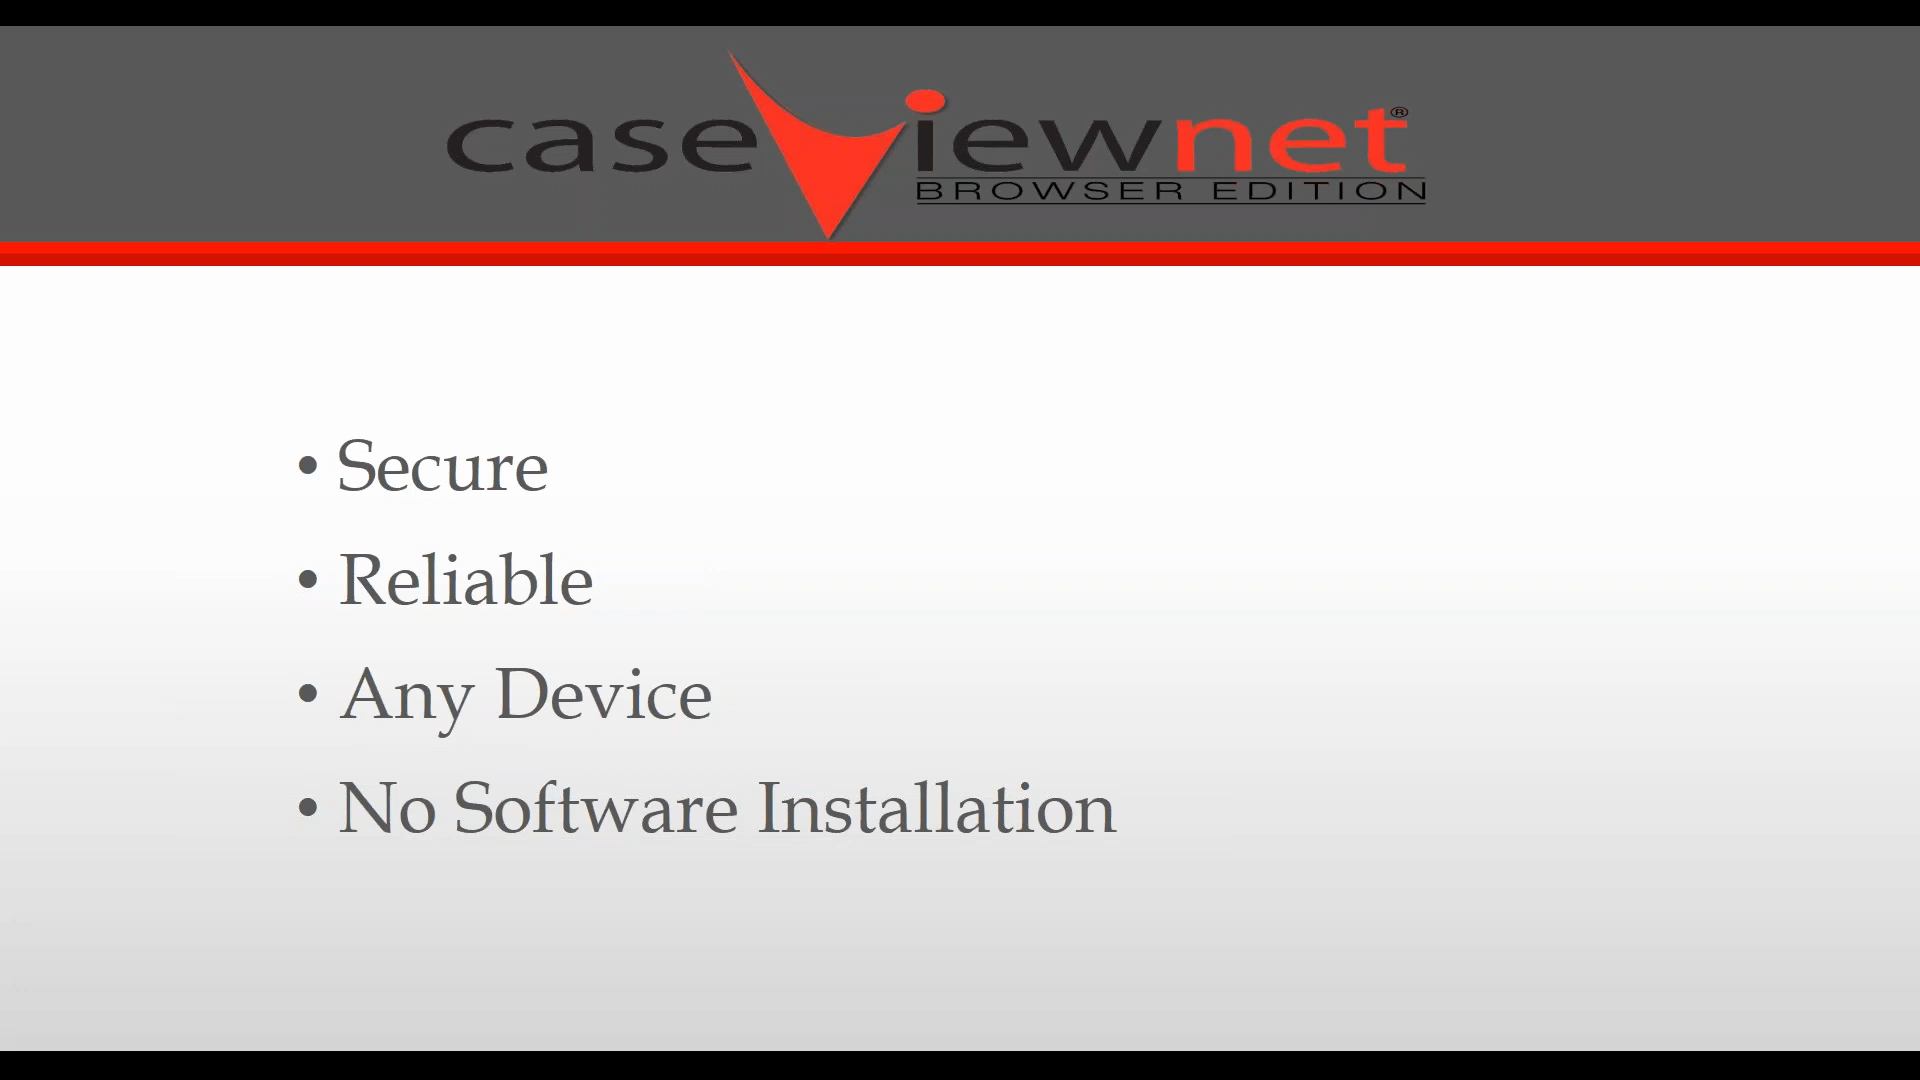 caseViewnet®
BROWSER EDITION
• Secure
• Reliable
• Any Device
• No Software Installation